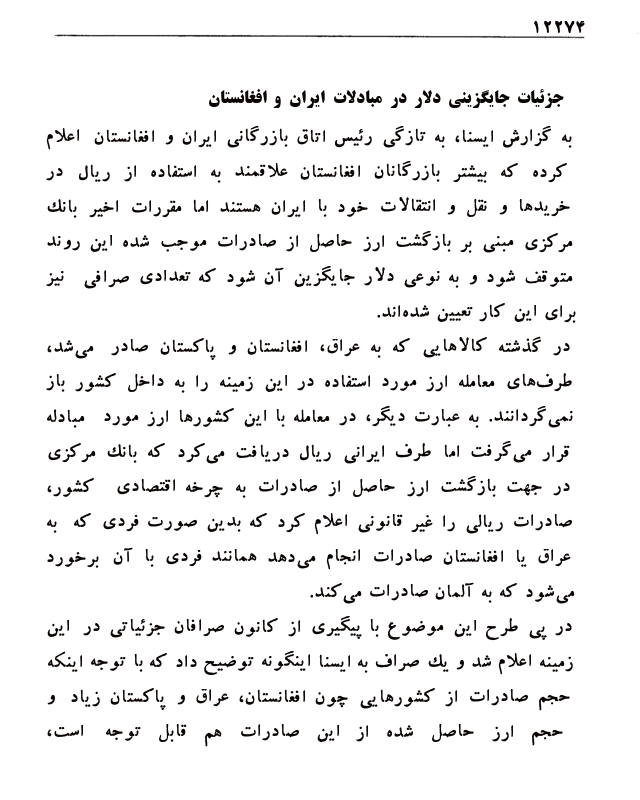 ۱۲۲۷۴
جزئیات جایگزینی دلار در مبادلات ایران و افغانستان
به گزارش ایسنا، به تازگی رئیس اتاق بازرگانی ایران و افغانستان اعلام
کرده که بیشتر بازرگانان افغانستان علاقمند به استفاده از ریال در
خریدها و نقل و انتقالات خود با ایران هستند اما مقررات اخیر بانک
مرکزی مبنی بر بازگشت ارز حاصل از صادرات موجب شده این روند
متوقف شود و به نوعی دلار جایگزین آن شود که تعدادی صرافی نیز
برای این کار تعیین شده‌اند.
در گذشته کالاهایی که به عراق، افغانستان و پاکستان صادر می‌شد،
طرف‌های معامله ارز مورد استفاده در این زمینه را به داخل کشور باز
نمی‌گردانند. به عبارت دیگر، در معامله با این کشورها ارز مورد مبادله
قرار می‌گرفت اما طرف ایرانی ریال دریافت می‌کرد که بانک مرکزی
در جهت بازگشت ارز حاصل از صادرات به چرخه اقتصادی کشور،
صادرات ریالی را غیر قانونی اعلام کرد که بدین صورت فردی که به
عراق یا افغانستان صادرات انجام می‌دهد همانند فردی با آن برخورد
می‌شود که به آلمان صادرات می‌کند.
در پی طرح این موضوع با پیگیری از کانون صرافان جزئیاتی در این
زمینه اعلام شد و یک صراف به ایسنا اینگونه توضیح داد که با توجه اینکه
حجم صادرات از کشورهایی چون افغانستان، عراق و پاکستان زیاد و
حجم ارز حاصل شده از این صادرات هم قابل توجه است،